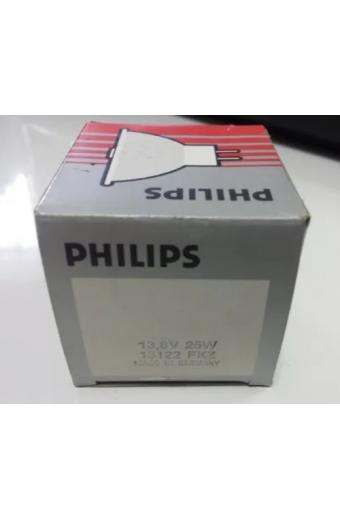 PHILIPS
PHILIPS
13,8V 25W
13122 FKZ
MADE IN GERMANY